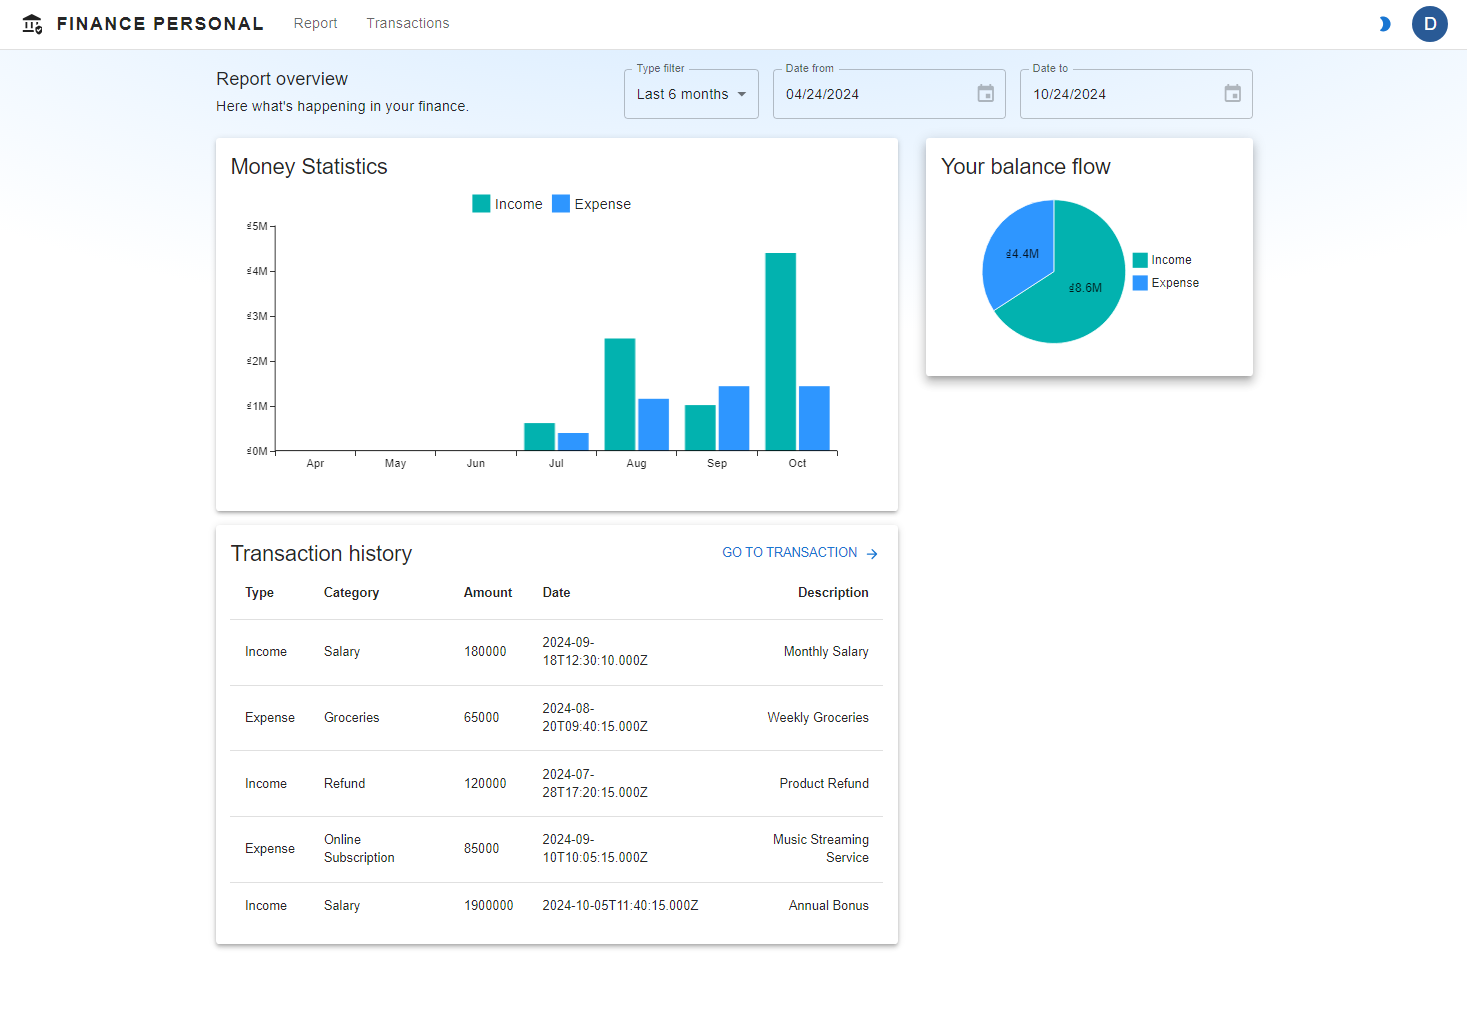 FINANCE PERSONAL Report Transactions D
Report overview
Here what's happening in your finance.
Type filter
Last 6 months
Date from
04/24/2024
Date to
10/24/2024
Money Statistics
Income Expense
₫5M
₫4M
₫3M
₫2M
₫1M
₫0M
Apr May Jun Jul Aug Sep Oct
Your balance flow
₫4.4M
₫8.6M
Income
Expense
Transaction history
GO TO TRANSACTION
Type Category Amount Date Description
Income Salary 180000 2024-09-
18T12:30:10.000Z Monthly Salary
Expense Groceries 65000 2024-08-
20T09:40:15.000Z Weekly Groceries
Income Refund 120000 2024-07-
28T17:20:15.000Z Product Refund
Expense Online
Subscription 85000 2024-09-
10T10:05:15.000Z Music Streaming
Service
Income Salary 1900000 2024-10-05T11:40:15.000Z Annual Bonus